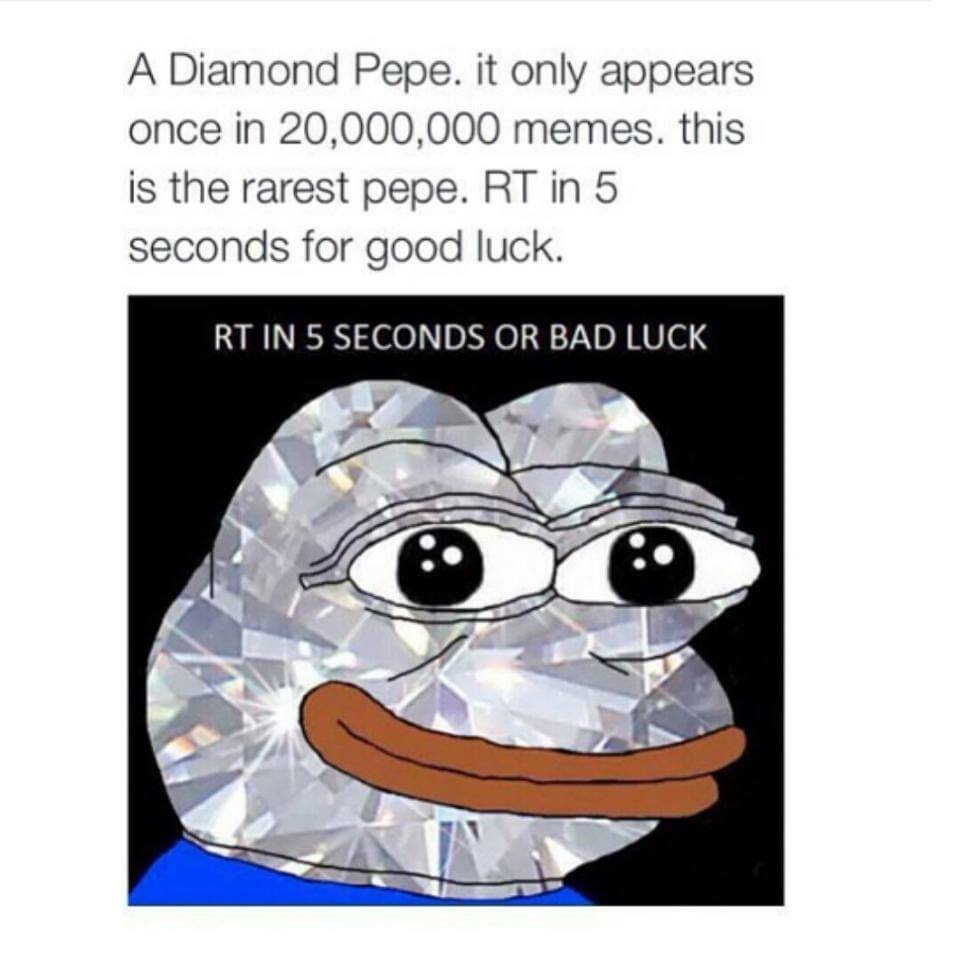 A Diamond Pepe. it only appears
once in 20,000,000 memes. this
is the rarest pepe. RT in 5
seconds for good luck.
RT IN 5 SECONDS OR BAD LUCK